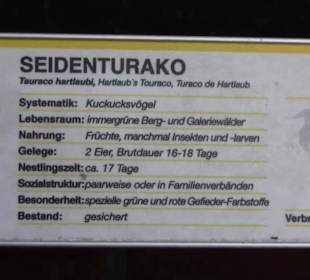 SEIDENTURAKO
Tauraco hartlaubi, Hartlaub's Touraco, Turaco de Hartlaub
Systematik: Kuckucksvögel
Lebensraum: immergrüne Berg- und Galeriewälder
Nahrung: Früchte, manchmal Insekten und -larven
Gelege: 2 Eier, Brutdauer 16-18 Tage
Nestlingszeit: ca. 17 Tage
Sozialstruktur: paarweise oder in Familienverbänden
Besonderheit: spezielle grüne und rote Gefieder-Farbstoffe
Bestand: gesichert
Verbr